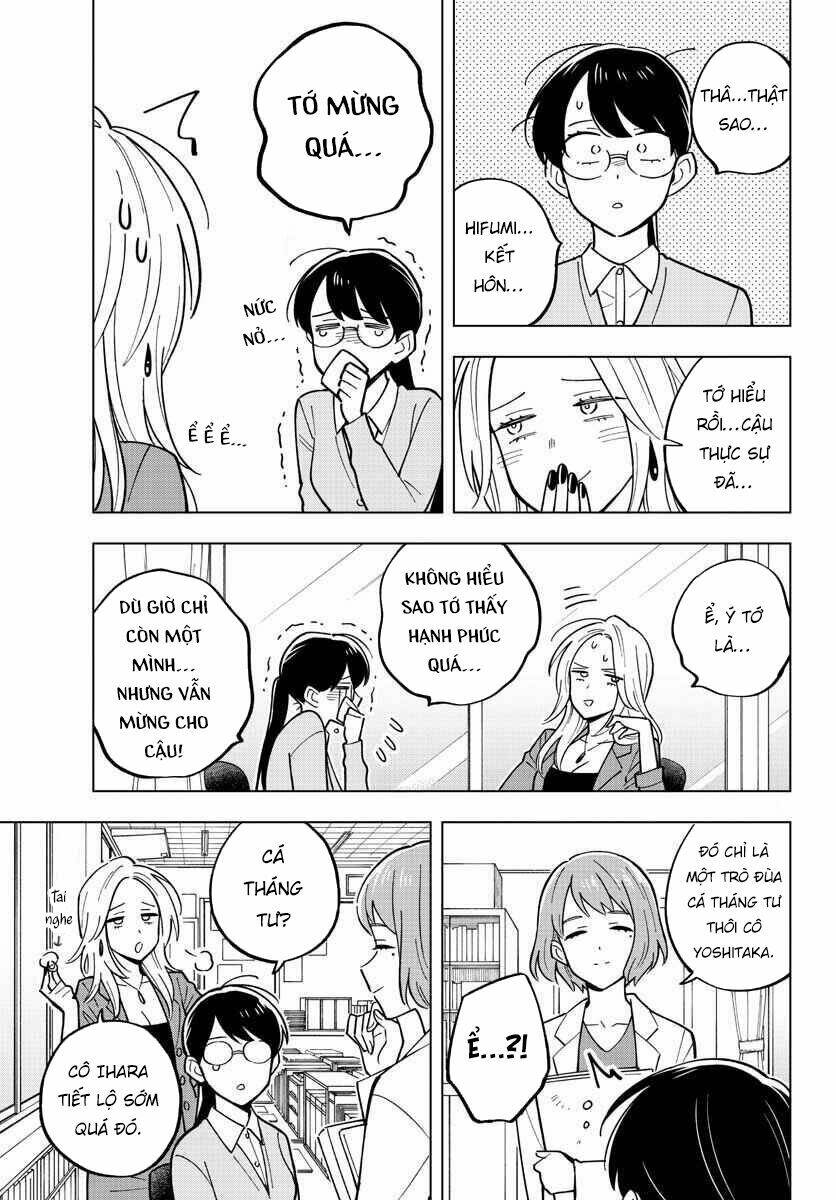 THÂ...THẬT
SAO...
HIFUMI...
KẾT
HÔN...
TỚ MỪNG
QUÁ...
NỨC
NỞ...
Ể Ể Ể...
TỚ HIỂU
RỒI...CẬU
THỰC SỰ
ĐÃ...
Ể, Ý TỚ
LÀ...
KHÔNG HIỂU
SAO TỚ THẤY
HẠNH PHÚC
QUÁ...
DÙ GIỜ CHỈ
CÒN MỘT
MÌNH...
NHƯNG VẪN
MỪNG CHO
CẬU!
ĐÓ CHỈ LÀ
MỘT TRÒ ĐÙA
CÁ THÁNG TƯ
THÔI CÔ
YOSHITAKA.
Ể...?!
CÁ
THÁNG
TƯ?
Tai
nghe
CÔ IHARA
TIẾT LỘ SỚM
QUÁ ĐÓ.